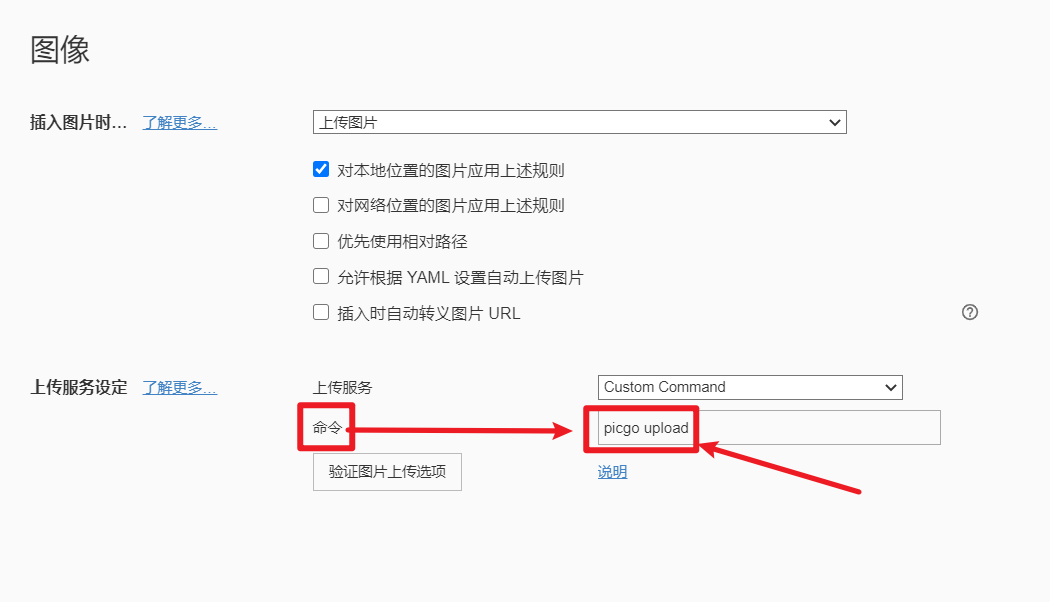 图像
插入图片时... 了解更多... 上传图片
对本地位置的图片应用上述规则
对网络位置的图片应用上述规则
优先使用相对路径
允许根据 YAML 设置自动上传图片
插入时自动转义图片 URL ?
上传服务设定 了解更多... 上传服务 Custom Command
命令 picgo upload
验证图片上传选项 说明